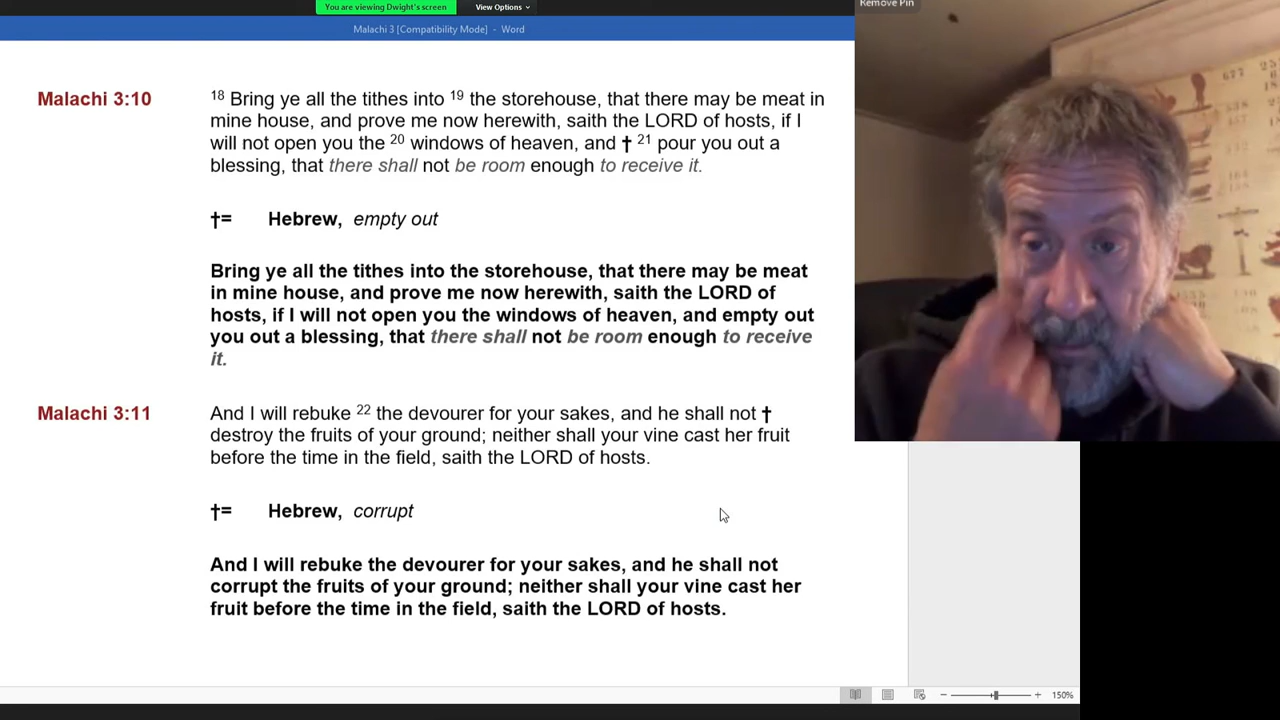 You are viewing Dwight's screen View Options
Remove Pin
Malachi 3 [Compatibility Mode] - Word
Malachi 3:10
18 Bring ye all the tithes into 19 the storehouse, that there may be meat in
mine house, and prove me now herewith, saith the LORD of hosts, if I
will not open you the 20 windows of heaven, and † 21 pour you out a
blessing, that there shall not be room enough to receive it.
†= Hebrew, empty out
Bring ye all the tithes into the storehouse, that there may be meat
in mine house, and prove me now herewith, saith the LORD of
hosts, if I will not open you the windows of heaven, and empty out
you out a blessing, that there shall not be room enough to receive
it.
Malachi 3:11
And I will rebuke 22 the devourer for your sakes, and he shall not †
destroy the fruits of your ground; neither shall your vine cast her fruit
before the time in the field, saith the LORD of hosts.
†= Hebrew, corrupt
And I will rebuke the devourer for your sakes, and he shall not
corrupt the fruits of your ground; neither shall your vine cast her
fruit before the time in the field, saith the LORD of hosts.
150%
677